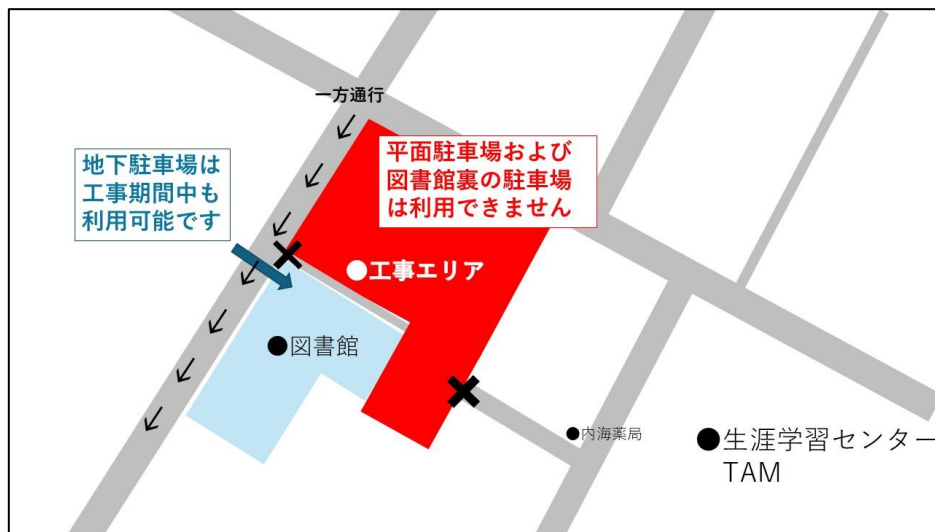 一方通行
地下駐車場は
工事期間中も
利用可能です
平面駐車場および
図書館裏の駐車場
は利用できません
●工事エリア
●図書館
●内海薬局
●生涯学習センター
TAM